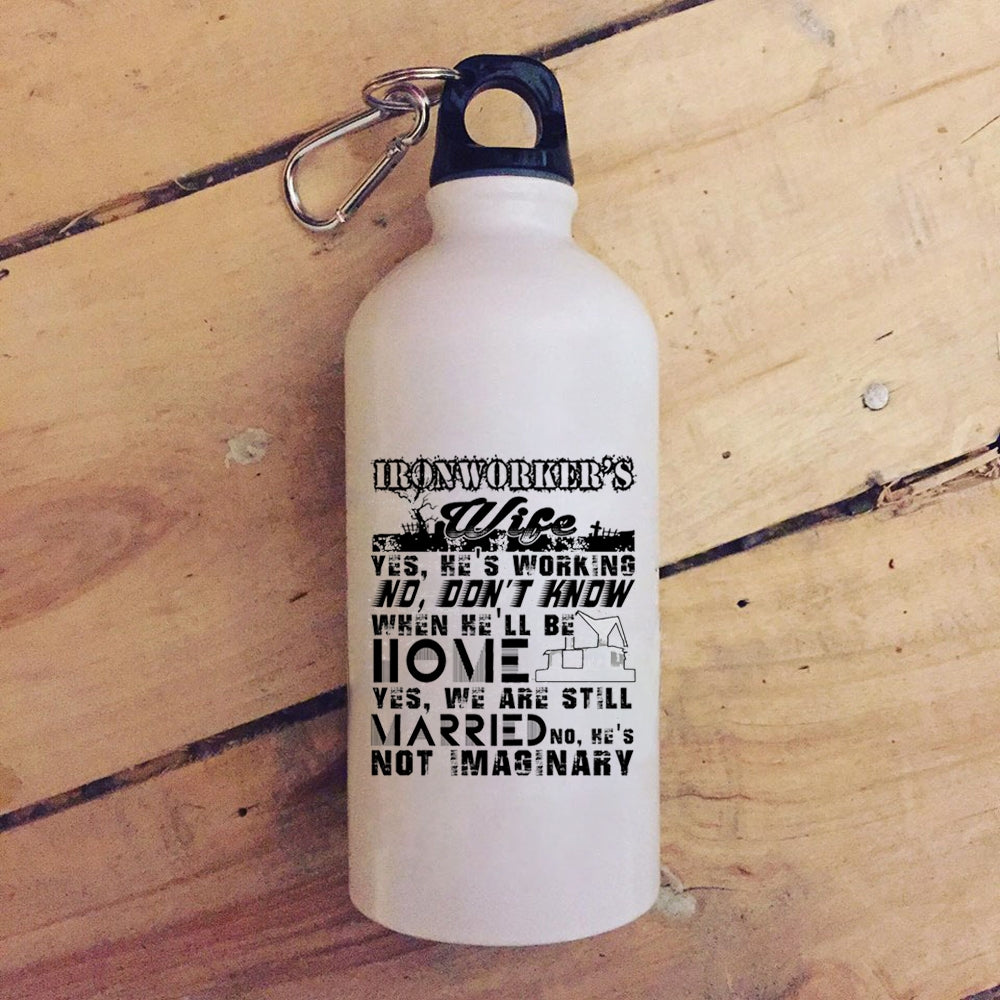 IRONWORKER'S
Wife
YES, HE'S WORKING
NO, DON'T KNOW
WHEN HE'LL BE
HOME
YES, WE ARE STILL
MARRIED NO, HE'S
NOT IMAGINARY